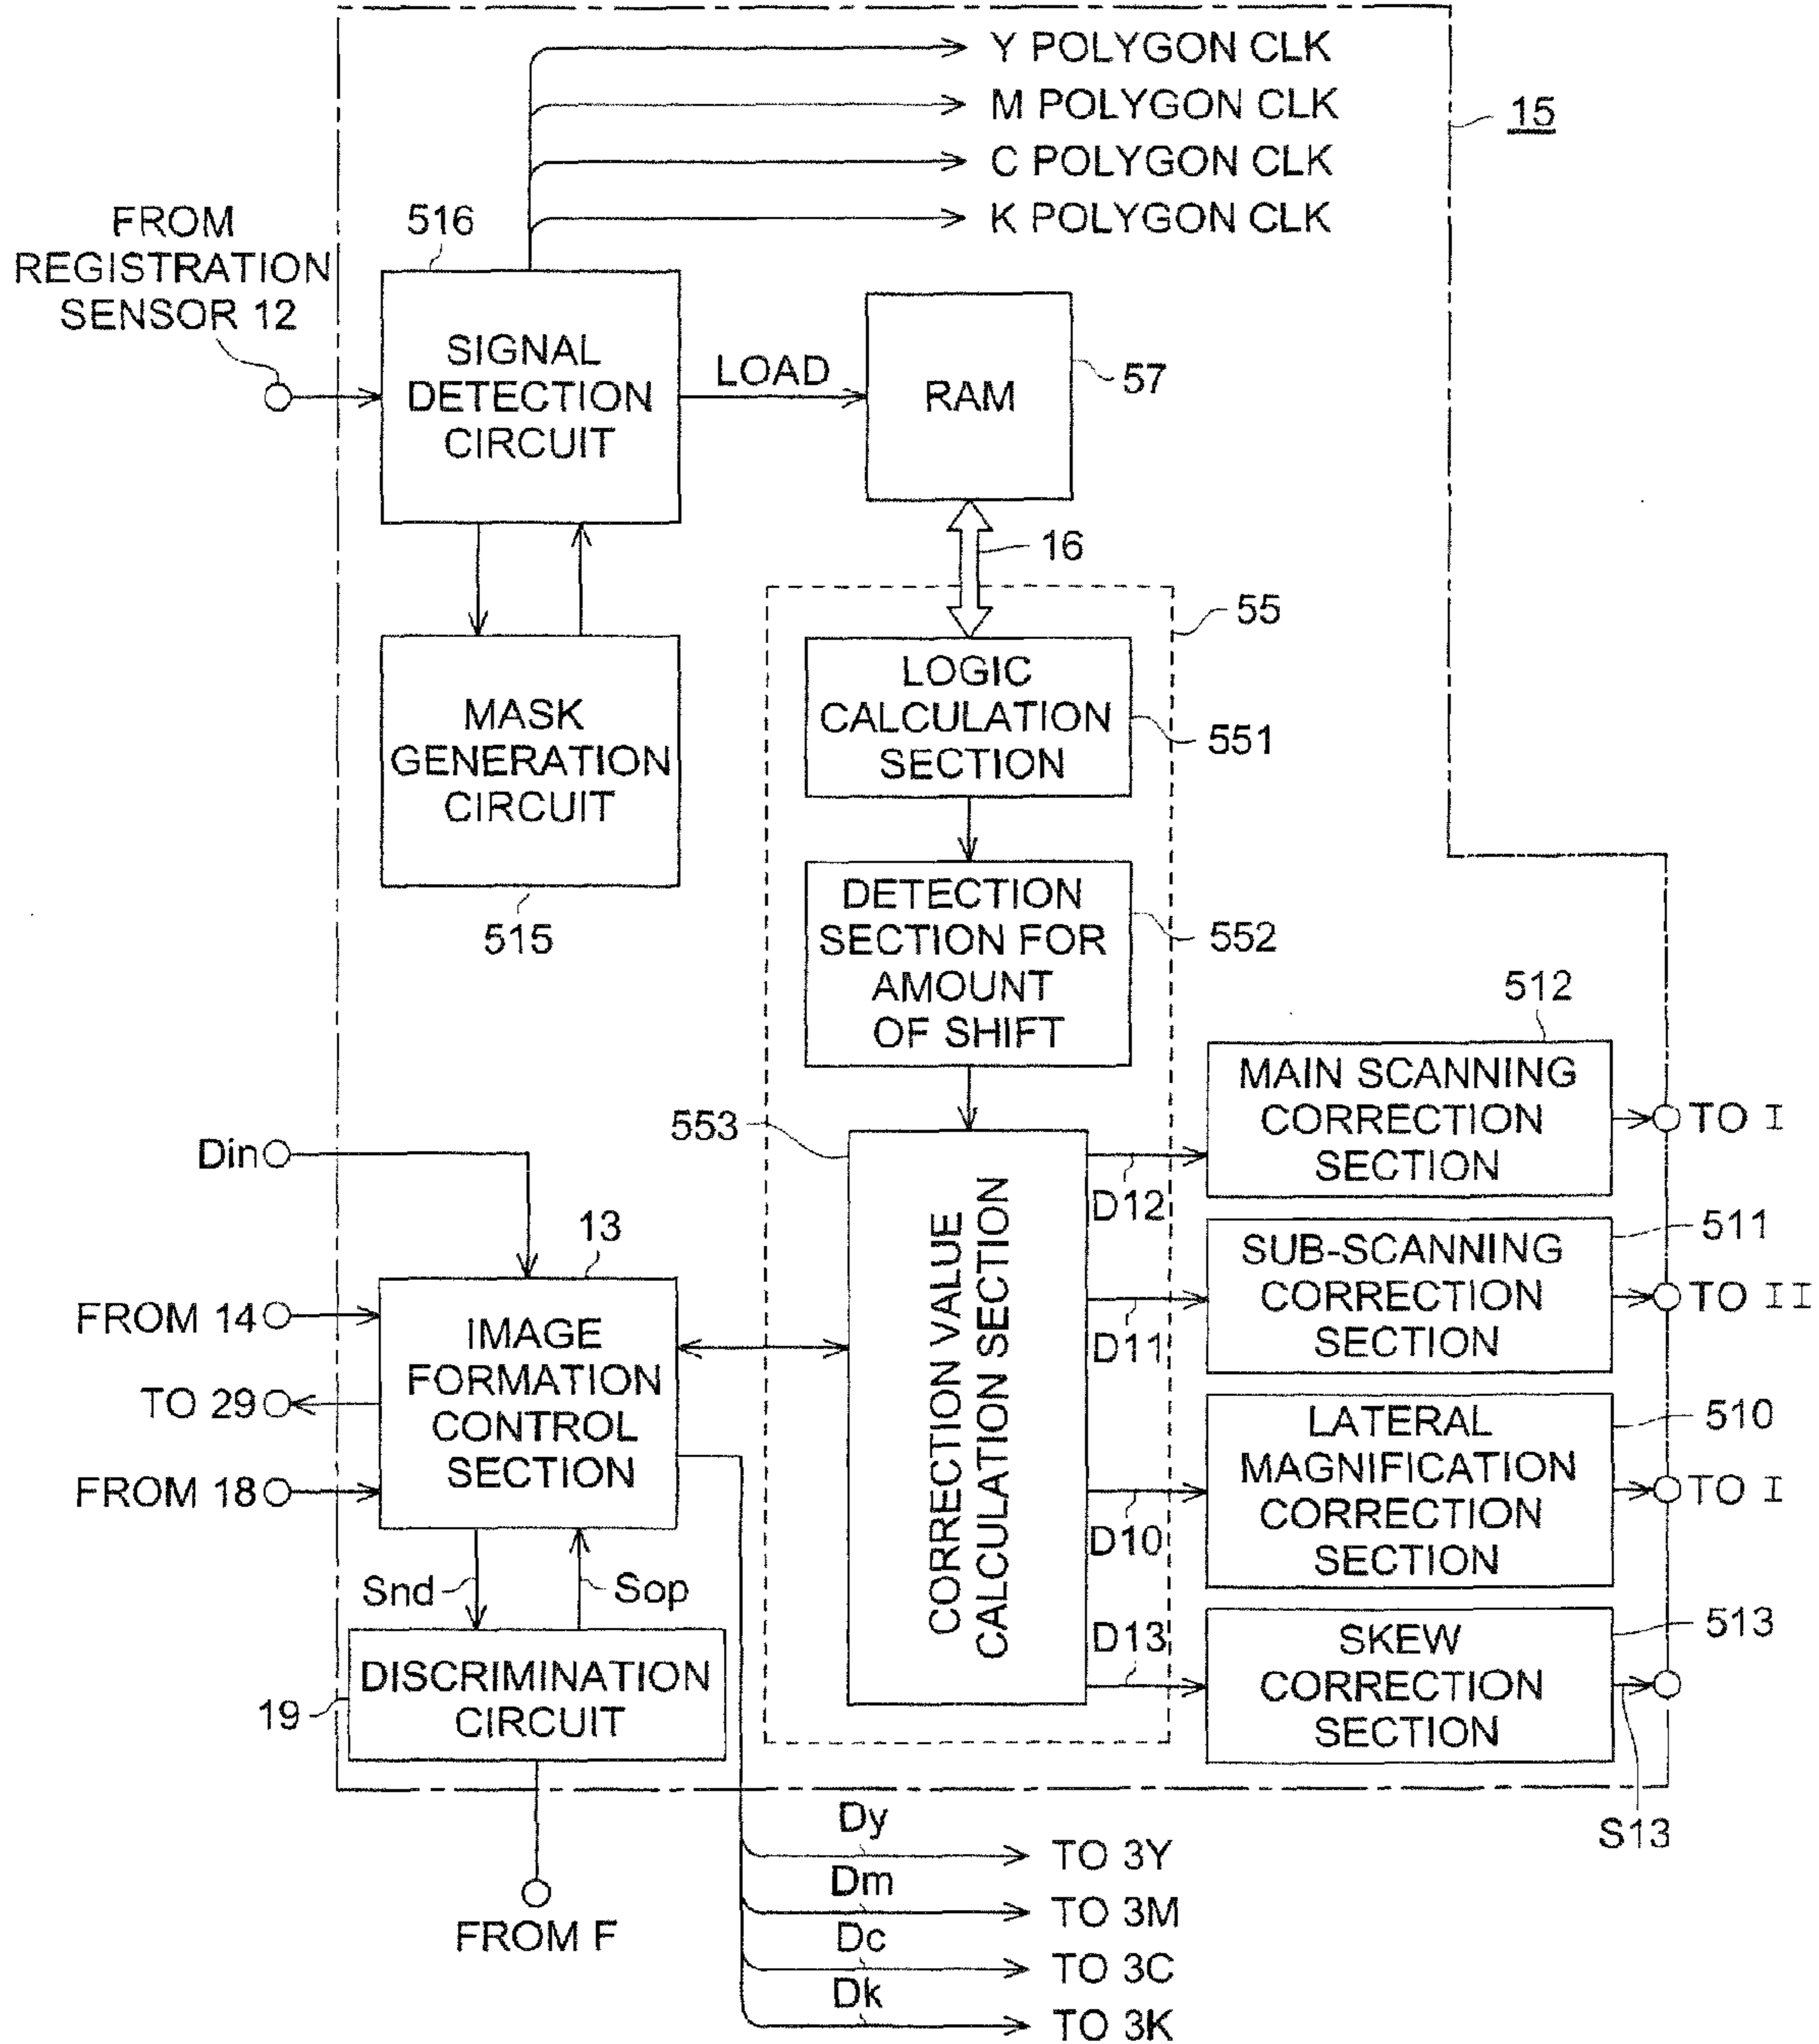 Y POLYGON CLK
M POLYGON CLK
C POLYGON CLK
K POLYGON CLK
15
FROM
REGISTRATION
SENSOR 12
516
SIGNAL
DETECTION
CIRCUIT
LOAD
RAM
57
16
55
MASK
GENERATION
CIRCUIT
515
LOGIC
CALCULATION
SECTION
551
DETECTION
SECTION FOR
AMOUNT
OF SHIFT
552
553
CORRECTION VALUE
CALCULATION SECTION
512
MAIN SCANNING
CORRECTION
SECTION
TO I
D12
511
SUB-SCANNING
CORRECTION
SECTION
TO II
D11
510
LATERAL
MAGNIFICATION
CORRECTION
SECTION
TO I
D10
513
SKEW
CORRECTION
SECTION
D13
S13
Din
13
FROM 14
TO 29
FROM 18
IMAGE
FORMATION
CONTROL
SECTION
Snd
Sop
19
DISCRIMINATION
CIRCUIT
FROM F
Dy
TO 3Y
Dm
TO 3M
Dc
TO 3C
Dk
TO 3K